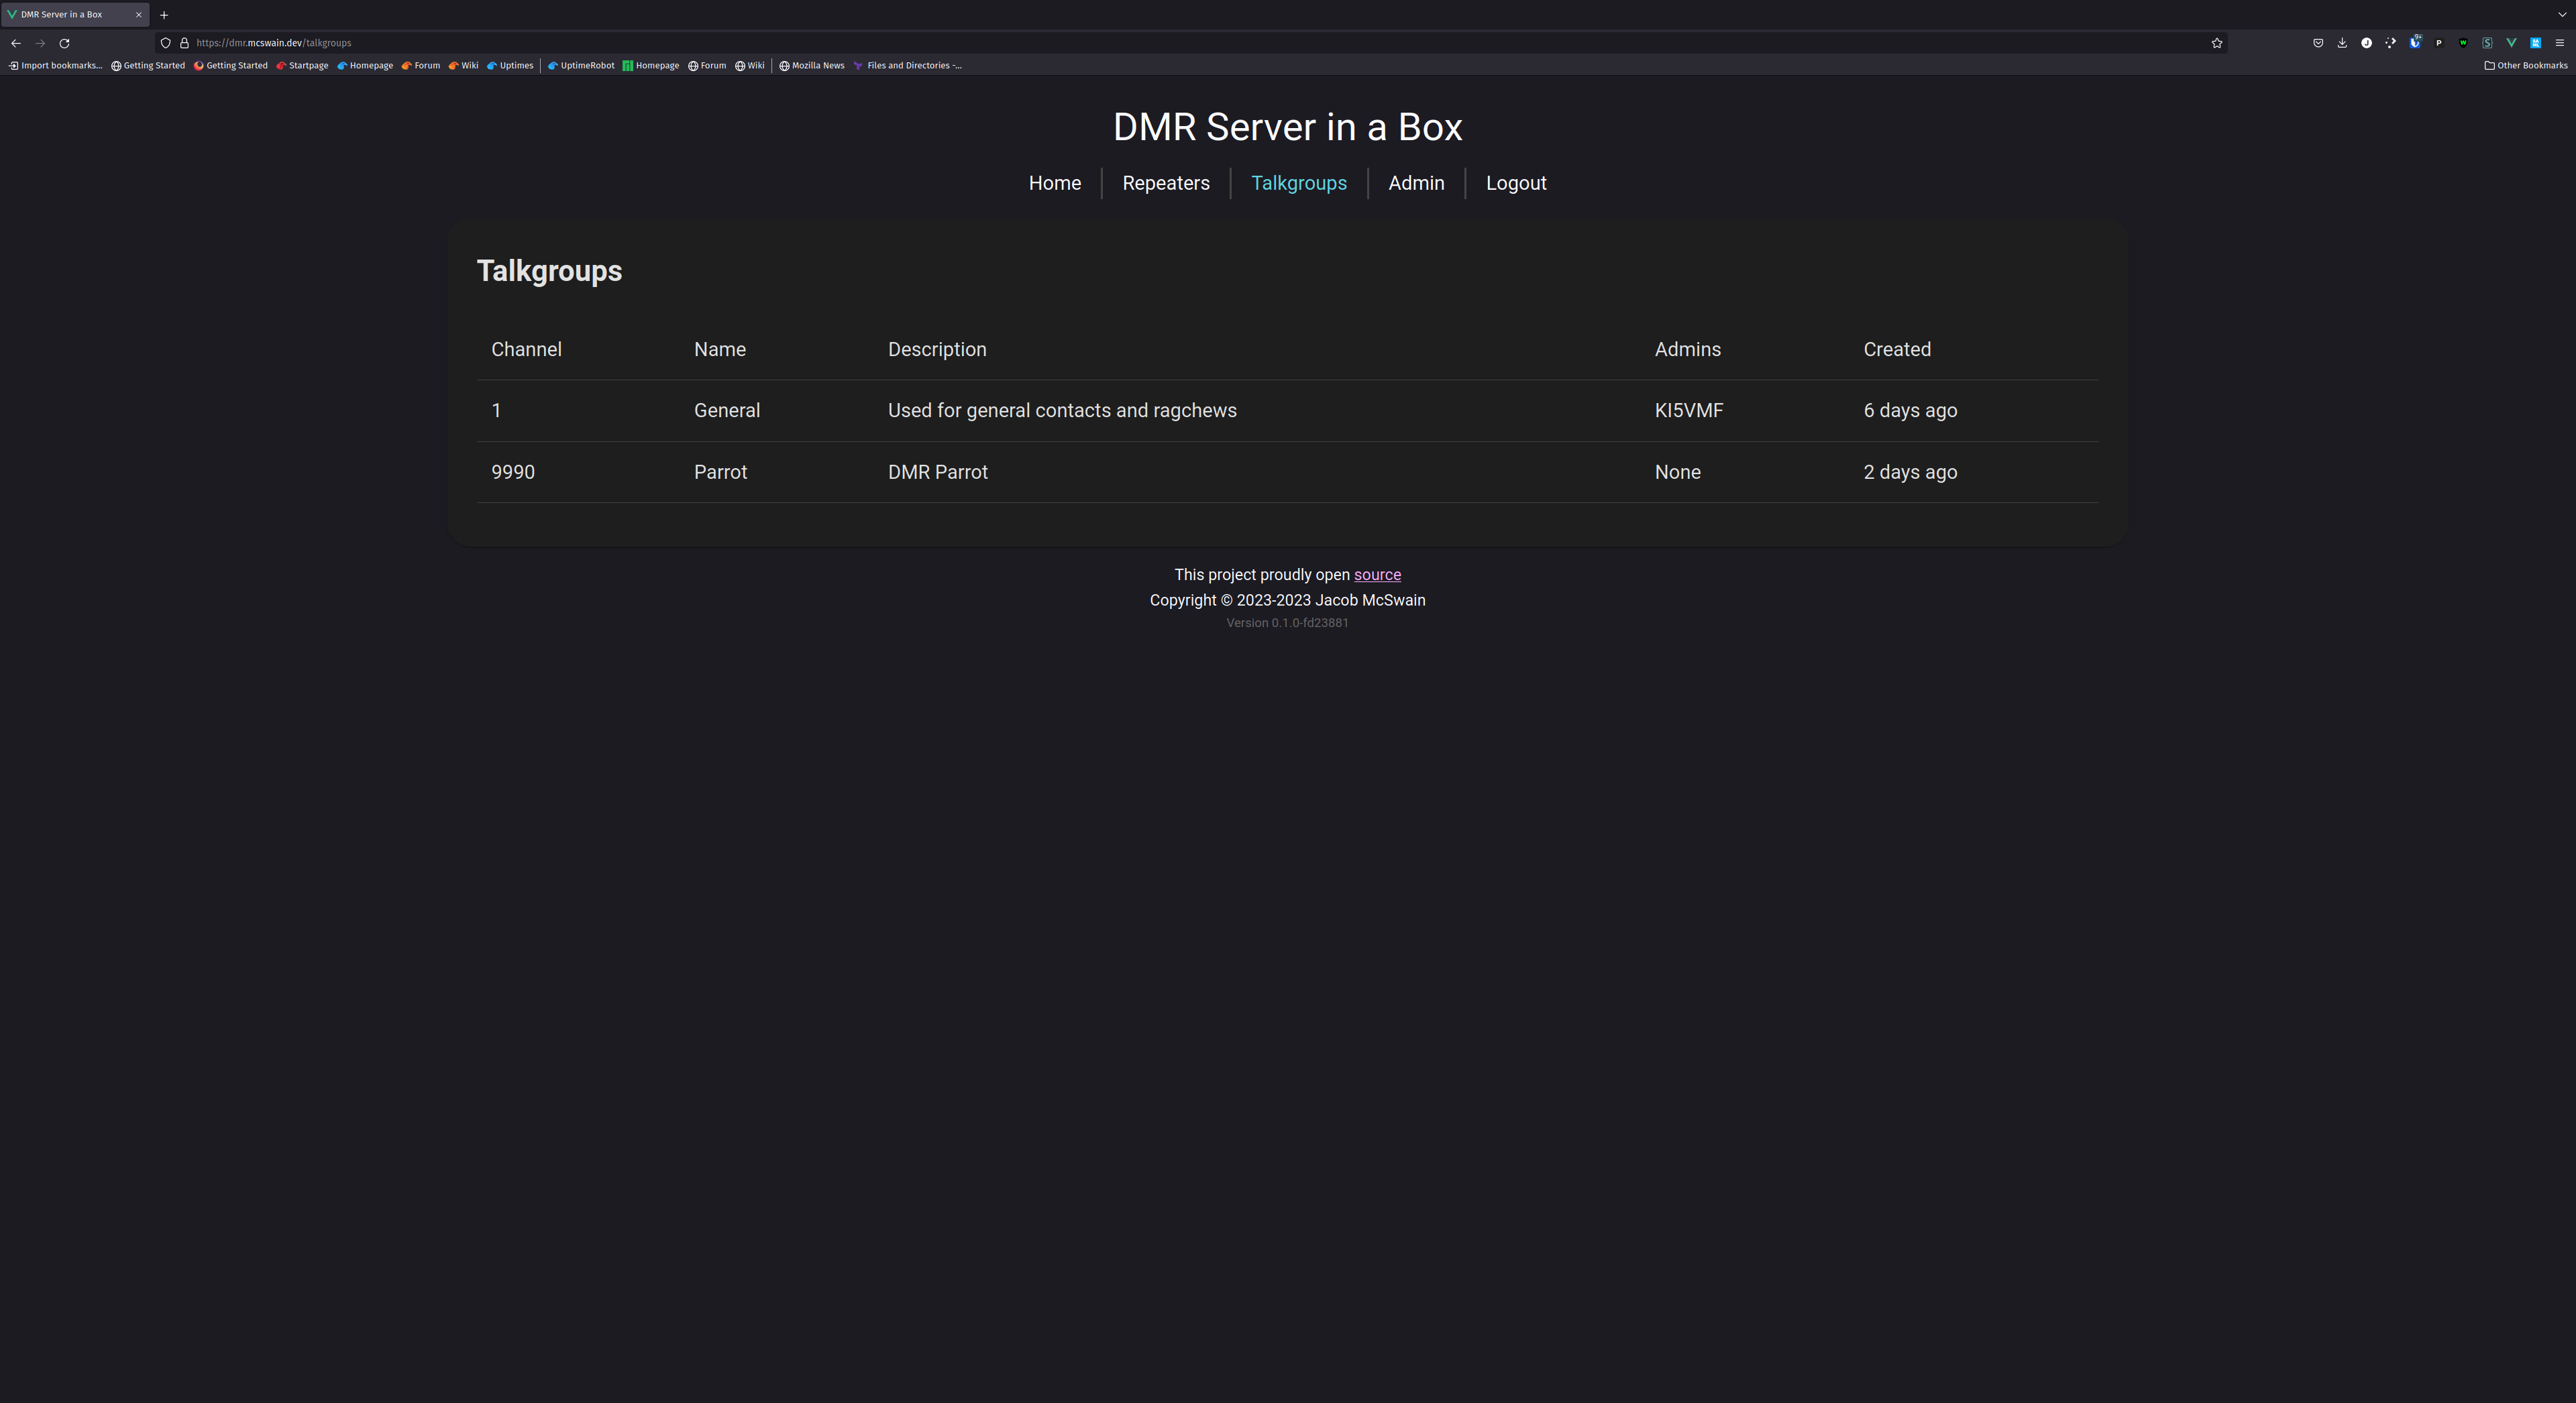 DMR Server in a Box
https://dmr.mcswain.dev/talkgroups
Import bookmarks... Getting Started Getting Started Startpage Homepage Forum Wiki Uptimes UptimeRobot Homepage Forum Wiki Mozilla News Files and Directories -... Other Bookmarks
DMR Server in a Box
Home Repeaters Talkgroups Admin Logout
Talkgroups
Channel Name Description Admins Created
1 General Used for general contacts and ragchews KI5VMF 6 days ago
9990 Parrot DMR Parrot None 2 days ago
This project proudly open source
Copyright © 2023-2023 Jacob McSwain
Version 0.1.0-fd23881